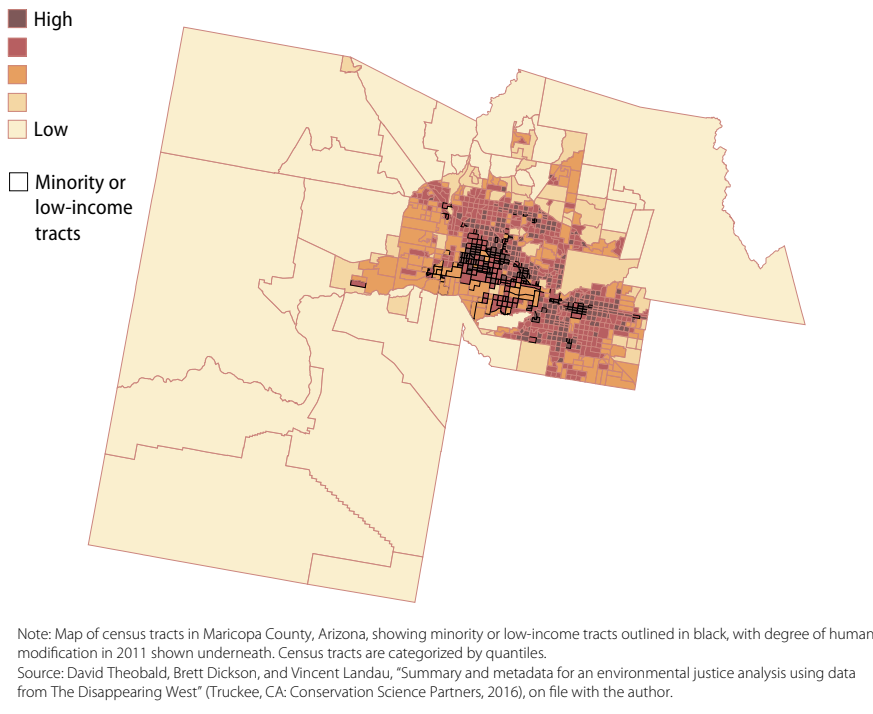 High
Low
Minority or
low-income
tracts
Note: Map of census tracts in Maricopa County, Arizona, showing minority or low-income tracts outlined in black, with degree of human
modification in 2011 shown underneath. Census tracts are categorized by quantiles.
Source: David Theobald, Brett Dickson, and Vincent Landau, “Summary and metadata for an environmental justice analysis using data
from The Disappearing West” (Truckee, CA: Conservation Science Partners, 2016), on file with the author.